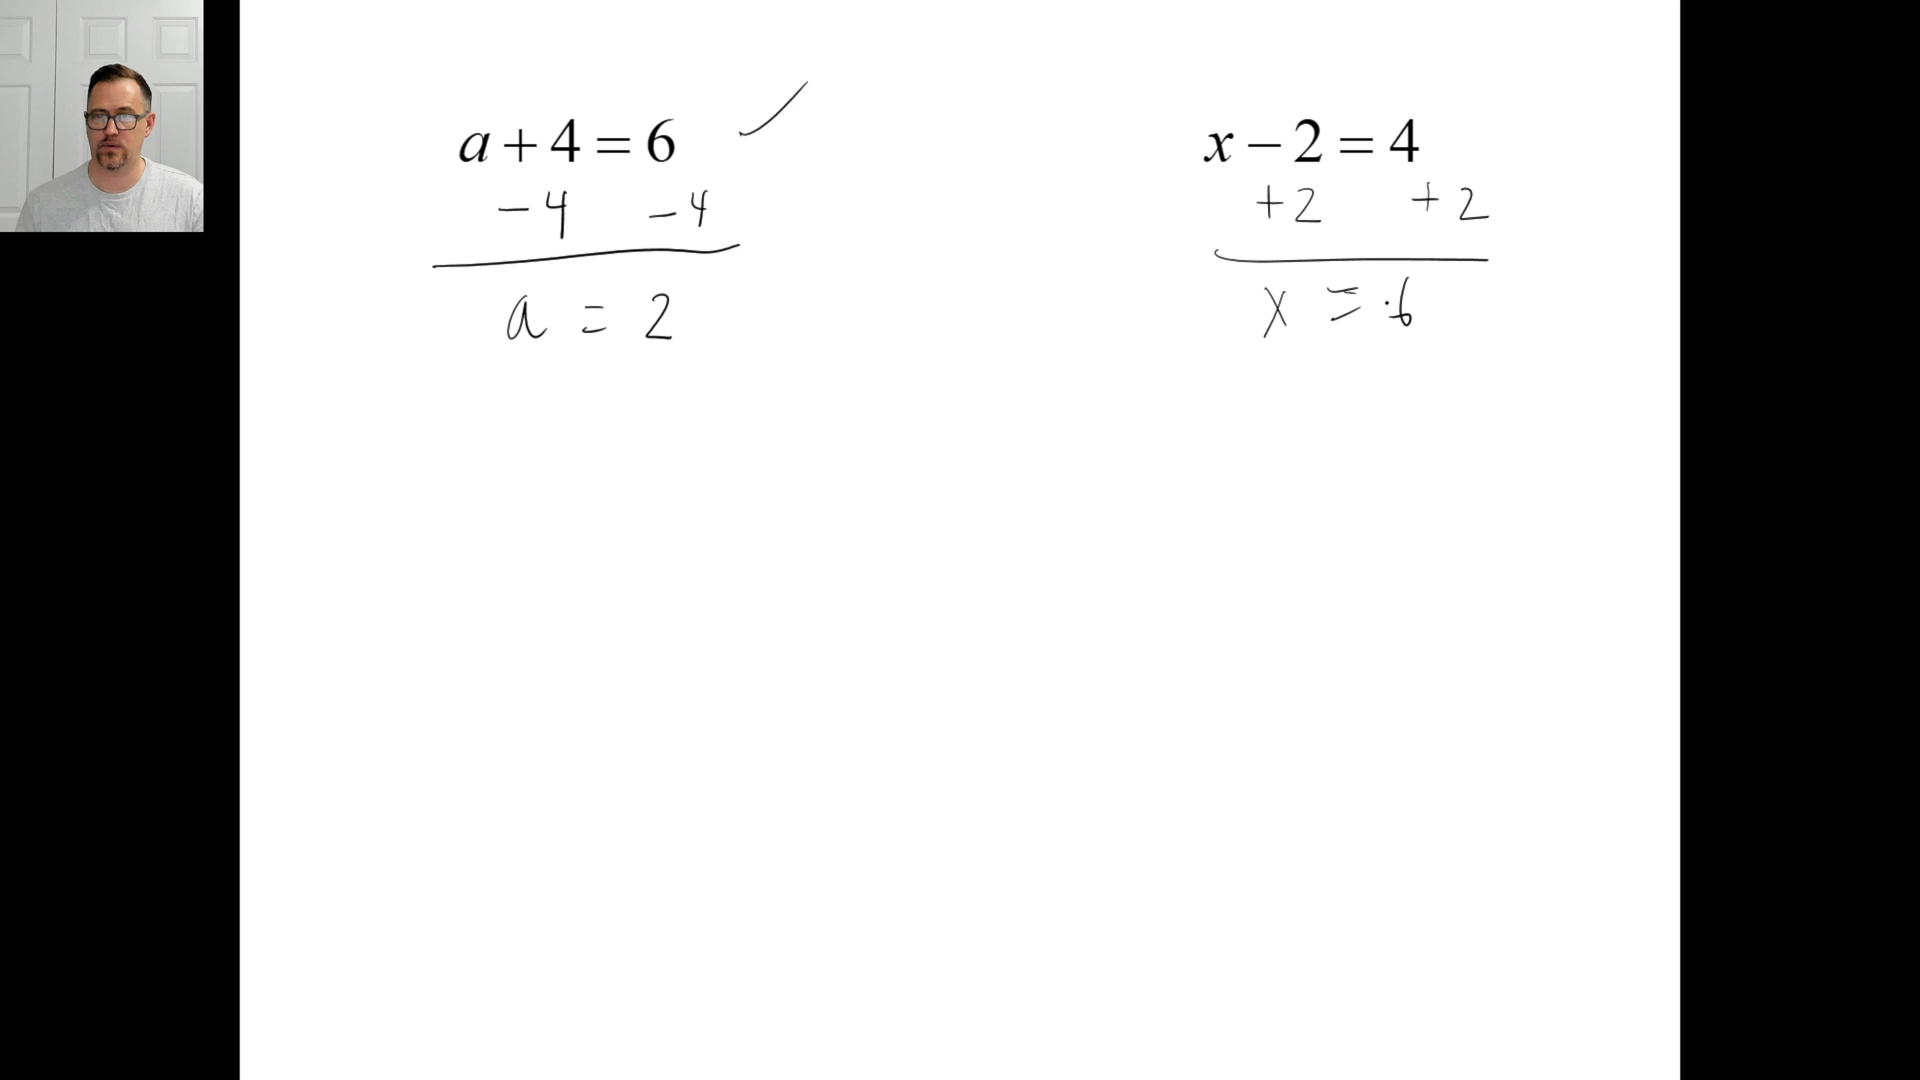 a + 4 = 6 ✓
- 4 - 4
a = 2
x - 2 = 4
+ 2 + 2
x = 6